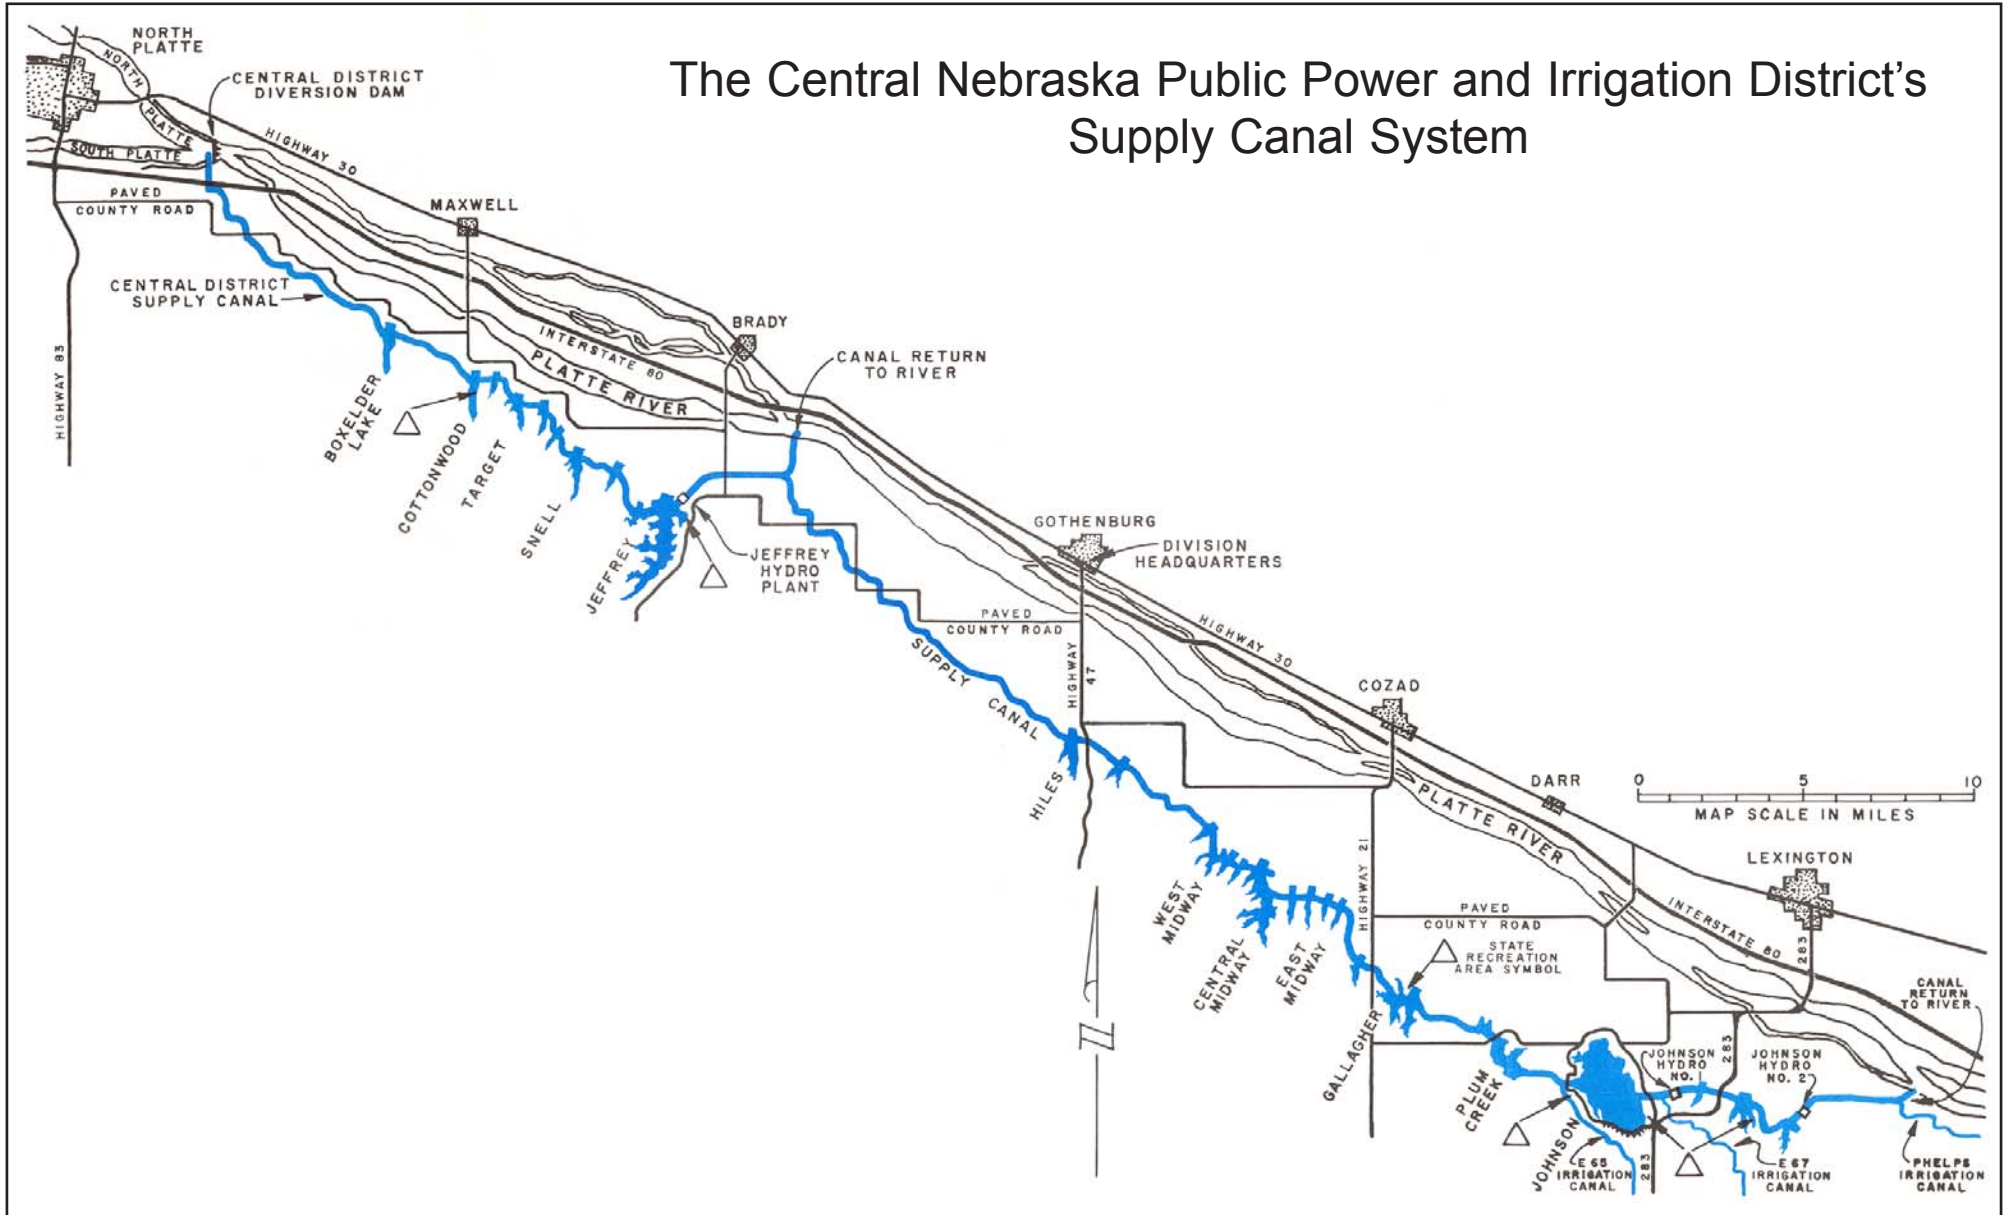 The Central Nebraska Public Power and Irrigation District’s
Supply Canal System
NORTH
PLATTE
NORTH
PLATTE
CENTRAL DISTRICT
DIVERSION DAM
SOUTH PLATTE
HIGHWAY 30
PAVED
COUNTY ROAD
MAXWELL
CENTRAL DISTRICT
SUPPLY CANAL
HIGHWAY 83
BRADY
INTERSTATE 80
PLATTE RIVER
CANAL RETURN
TO RIVER
BOXELDER
LAKE
COTTONWOOD
TARGET
SNELL
JEFFREY
JEFFREY
HYDRO
PLANT
GOTHENBURG
DIVISION
HEADQUARTERS
PAVED
COUNTY ROAD
HIGHWAY 30
SUPPLY CANAL
HIGHWAY
47
COZAD
HILES
DARR
0 5 10
MAP SCALE IN MILES
PLATTE RIVER
LEXINGTON
HIGHWAY 21
WEST
MIDWAY
CENTRAL
MIDWAY
EAST
MIDWAY
PAVED
COUNTY ROAD
STATE
RECREATION
AREA SYMBOL
INTERSTATE 80
283
CANAL
RETURN
TO RIVER
Z
GALLAGHER
PLUM
CREEK
JOHNSON
HYDRO
NO. 1
283
JOHNSON
HYDRO
NO. 2
JOHNSON
E 65
IRRIGATION
CANAL
283
E 67
IRRIGATION
CANAL
PHELPS
IRRIGATION
CANAL